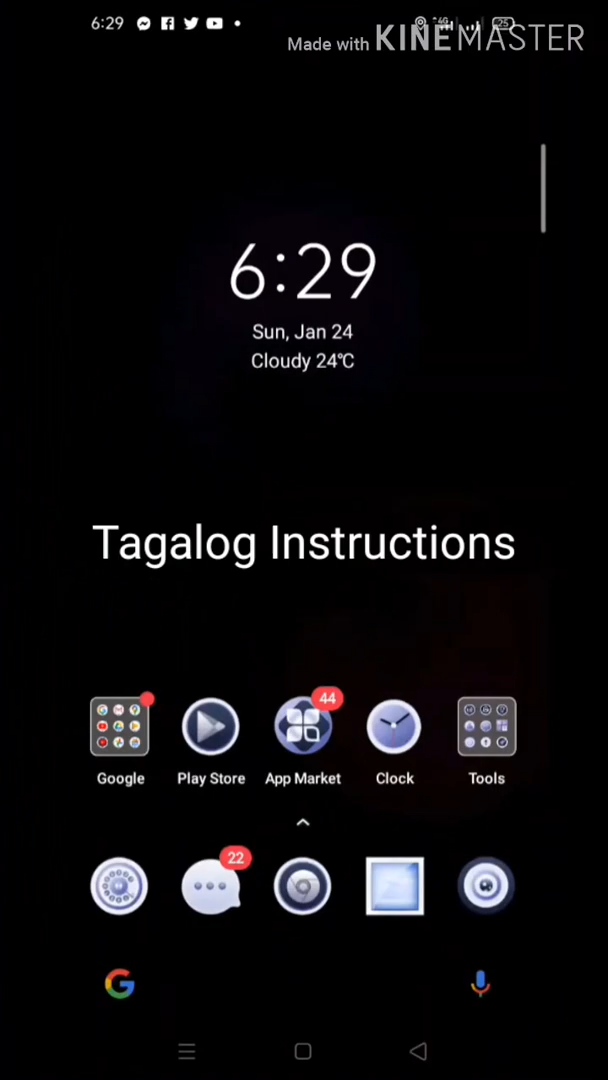 6:29
25
Made with KINEMASTER
6:29
Sun, Jan 24
Cloudy 24℃
Tagalog Instructions
44
Google Play Store App Market Clock Tools
22